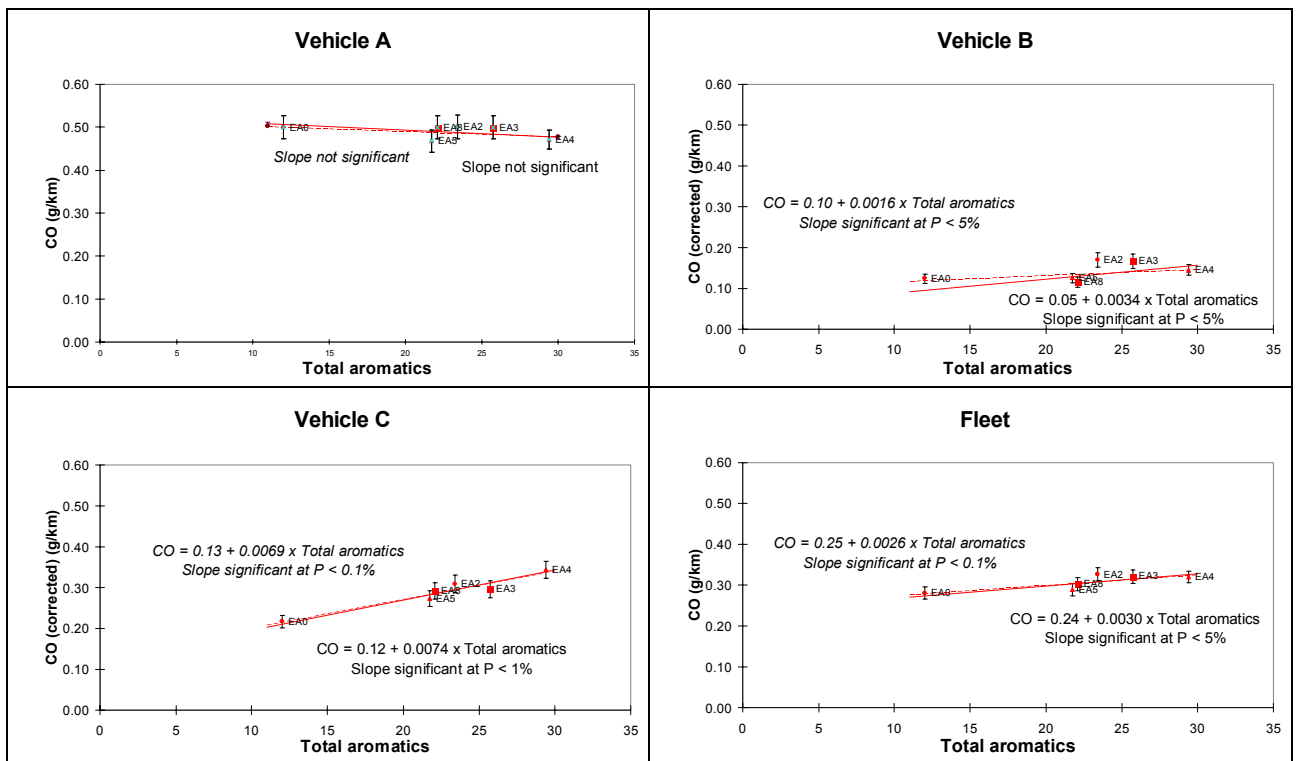 Vehicle A
0.60
0.50
0.40
0.30
0.20
0.10
0.00
CO (g/km)
EA0
EA8
EA2
EA3
EA5
EA4
Slope not significant
Slope not significant
0 5 10 15 20 25 30 35
Total aromatics
Vehicle B
0.60
0.50
0.40
0.30
0.20
0.10
0.00
CO (corrected) (g/km)
CO = 0.10 + 0.0016 x Total aromatics
Slope significant at P < 5%
EA0
EA2
EA3
EA5
EA8
EA4
CO = 0.05 + 0.0034 x Total aromatics
Slope significant at P < 5%
0 5 10 15 20 25 30 35
Total aromatics
Vehicle C
0.60
0.50
0.40
0.30
0.20
0.10
0.00
CO (corrected) (g/km)
CO = 0.13 + 0.0069 x Total aromatics
Slope significant at P < 0.1%
EA0
EA2
EA8
EA3
EA5
EA4
CO = 0.12 + 0.0074 x Total aromatics
Slope significant at P < 1%
0 5 10 15 20 25 30 35
Total aromatics
Fleet
0.60
0.50
0.40
0.30
0.20
0.10
0.00
CO (g/km)
CO = 0.25 + 0.0026 x Total aromatics
Slope significant at P < 0.1%
EA0
EA2
EA8
EA3
EA5
EA4
CO = 0.24 + 0.0030 x Total aromatics
Slope significant at P < 5%
0 5 10 15 20 25 30 35
Total aromatics